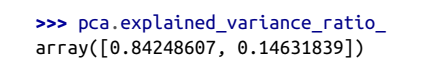 >>> pca.explained_variance_ratio_
array([0.84248607, 0.14631839])